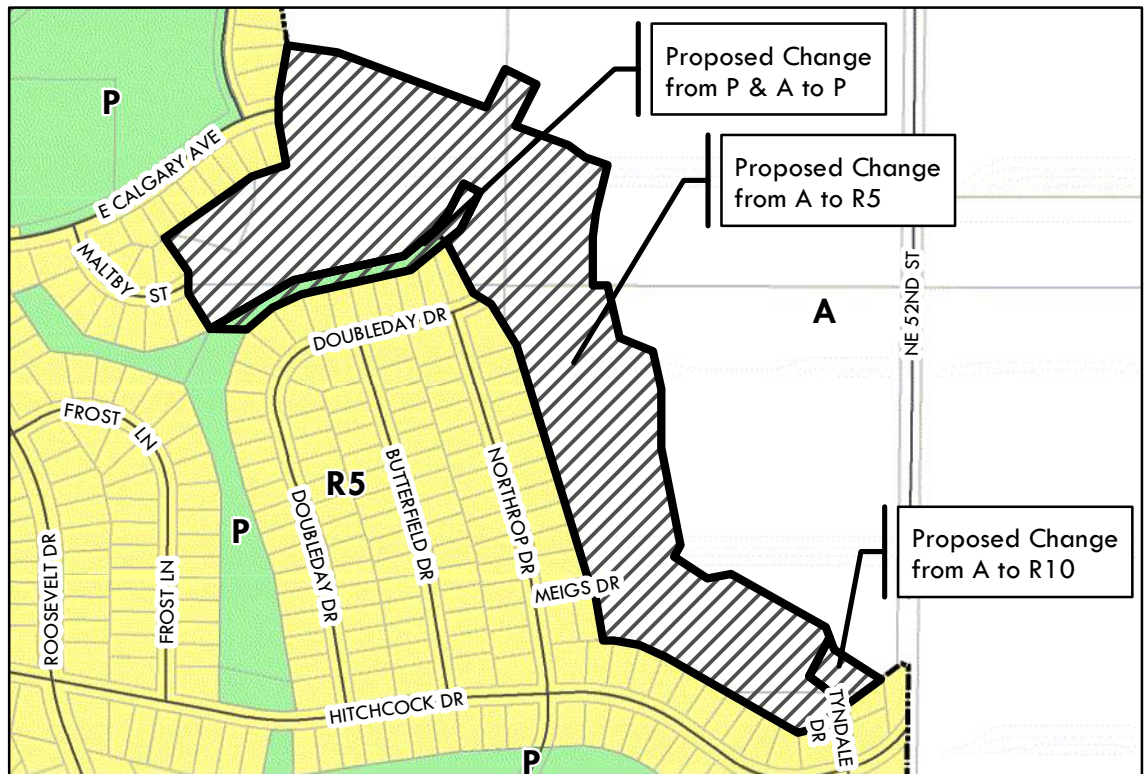 Proposed Change
from P & A to P
P
Proposed Change
from A to R5
E CALGARY AVE
MALTBY ST
A
NE 52ND ST
DOUBLEDAY DR
FROST LN
R5
BUTTERFIELD DR
NORTHROP DR
DOUBLEDAY DR
P
ROOSEVELT DR
FROST LN
Proposed Change
from A to R10
MEIGS DR
HITCHCOCK DR
TYNDALE
DR
P